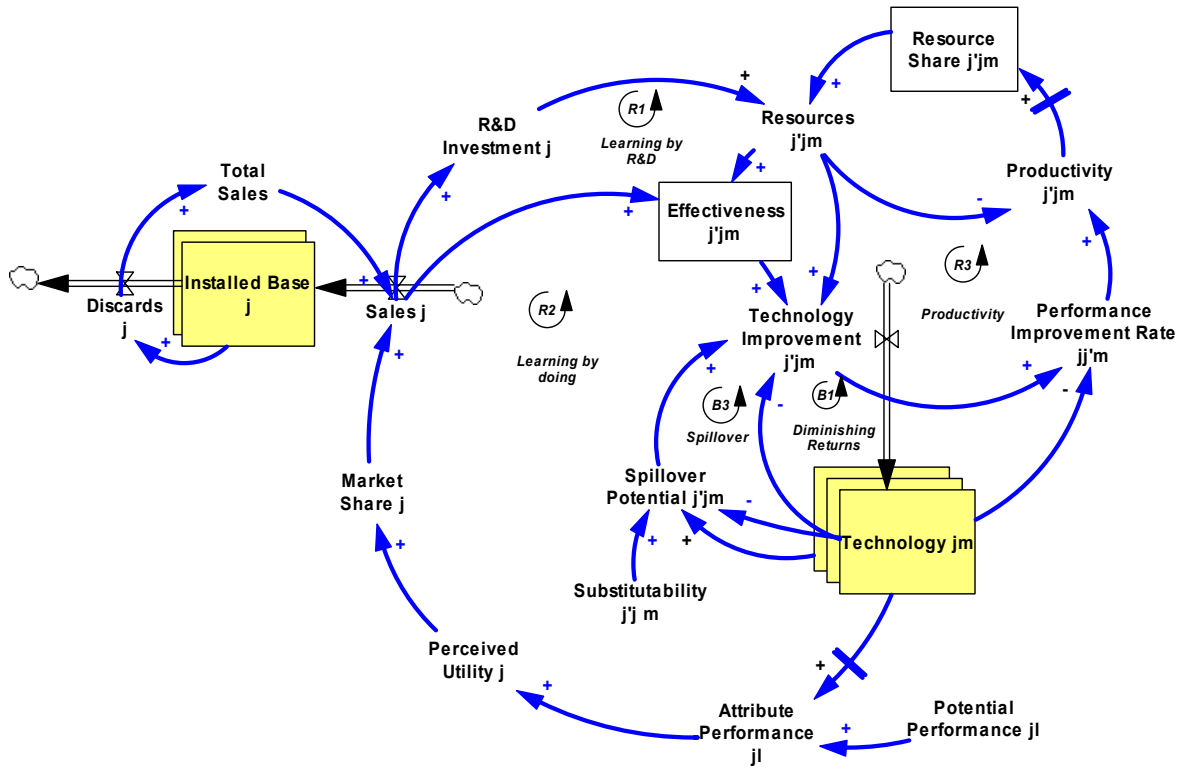 Resource
Share j'jm
+
+
+
R1
Learning by
R&D
R&D
Investment j
Resources
j'jm
Total
Sales
+
+
+
+
Productivity
j'jm
-
Effectiveness
j'jm
+
+
R3
Productivity
Installed Base
j
+
Discards
j
+
Sales j
+
R2
Learning by
doing
+
+
Technology
Improvement
j'jm
Performance
Improvement Rate
jj'm
+
-
+
B3
Spillover
-
B1
Diminishing
Returns
Market
Share j
+
Spillover
Potential j'jm
-
+
+
Technology jm
Substitutability
j'j m
Perceived
Utility j
+
+
Attribute
Performance
jl
+
Potential
Performance jl